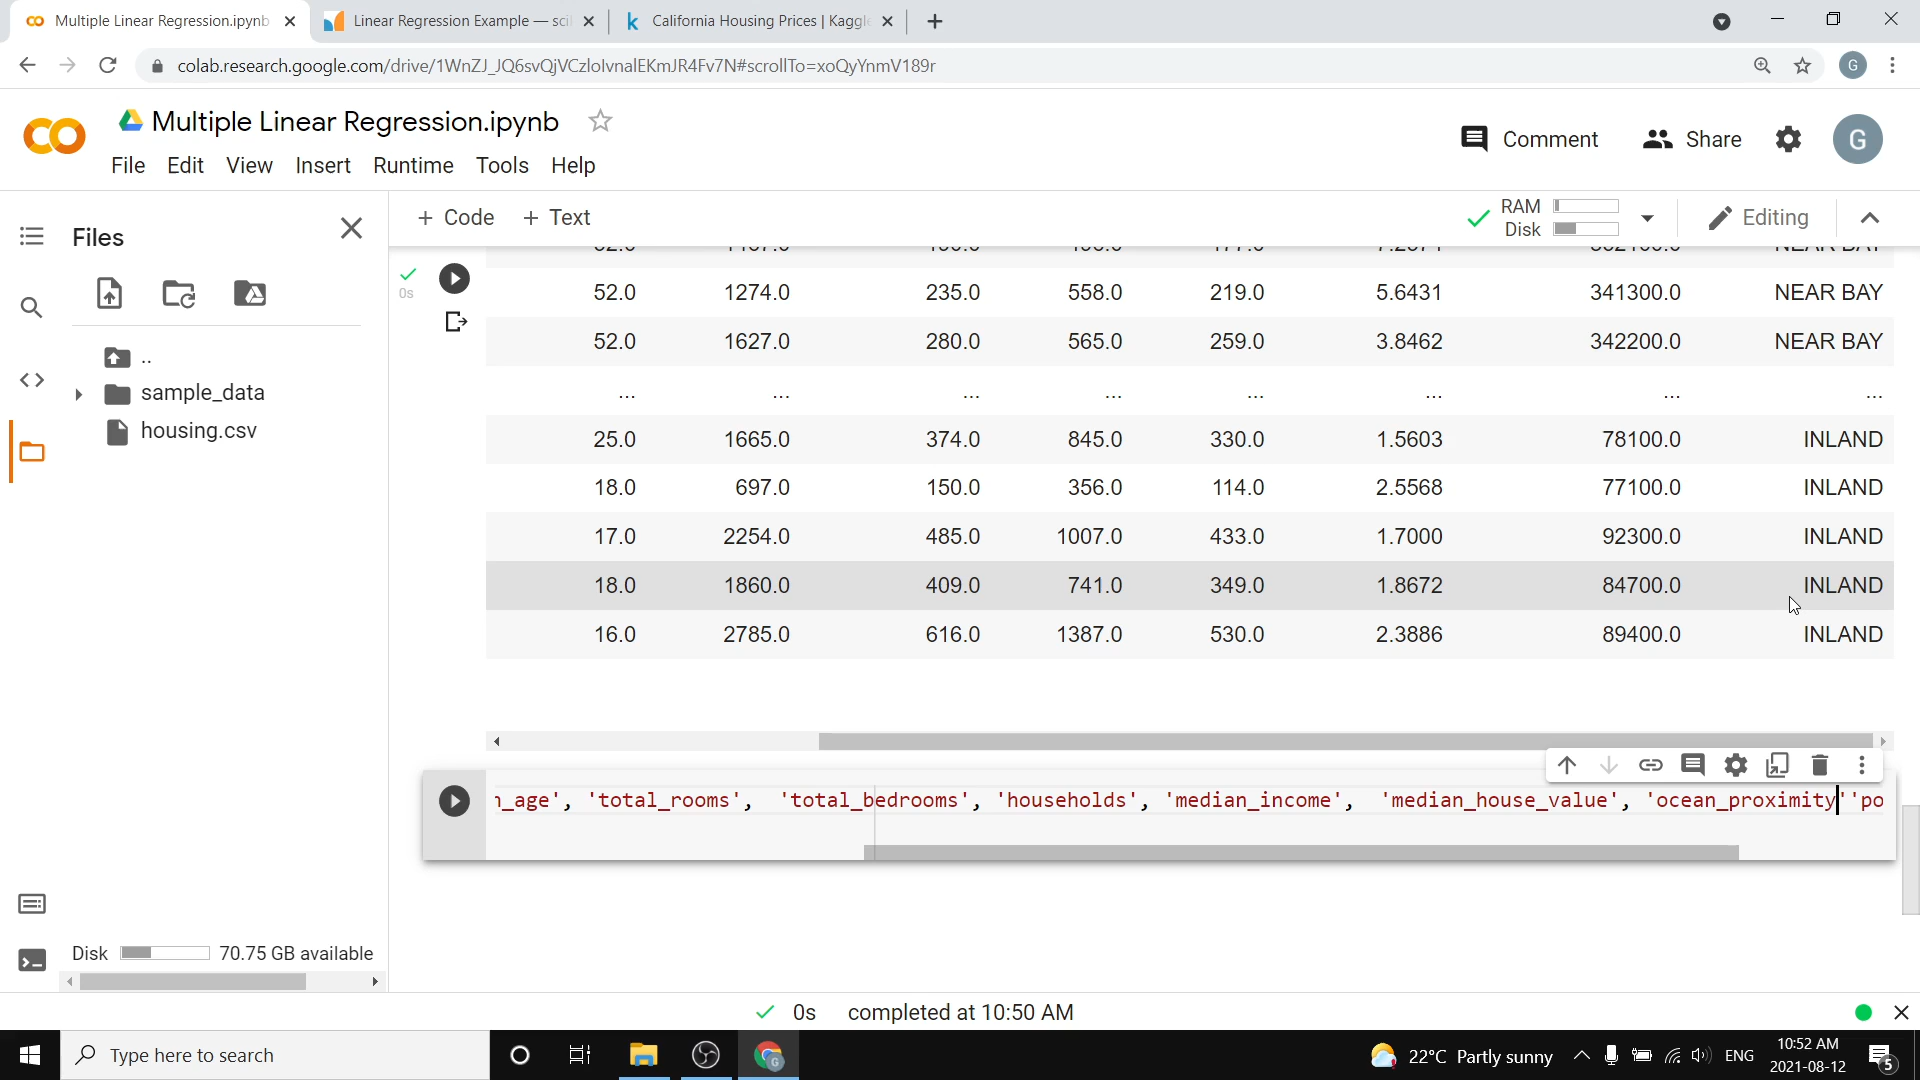 Multiple Linear Regression.ipynb
Linear Regression Example — sci
California Housing Prices | Kaggle
colab.research.google.com/drive/1WnZJ_JQ6svQjVCzlolvnalEKmJR4Fv7N#scrollTo=xoQyYnmV189r
G
Multiple Linear Regression.ipynb
File Edit View Insert Runtime Tools Help
Comment
Share
G
Files
+ Code + Text
RAM
Disk
Editing
..
sample_data
housing.csv
0s
NEAR BAY
52.0 1274.0 235.0 558.0 219.0 5.6431 341300.0 NEAR BAY
52.0 1627.0 280.0 565.0 259.0 3.8462 342200.0 NEAR BAY
... ... ... ... ... ... ... ...
25.0 1665.0 374.0 845.0 330.0 1.5603 78100.0 INLAND
18.0 697.0 150.0 356.0 114.0 2.5568 77100.0 INLAND
17.0 2254.0 485.0 1007.0 433.0 1.7000 92300.0 INLAND
18.0 1860.0 409.0 741.0 349.0 1.8672 84700.0 INLAND
16.0 2785.0 616.0 1387.0 530.0 2.3886 89400.0 INLAND
_age', 'total_rooms', 'total_bedrooms', 'households', 'median_income', 'median_house_value', 'ocean_proximity''po
Disk 70.75 GB available
0s completed at 10:50 AM
Type here to search
22°C Partly sunny
ENG
10:52 AM
2021-08-12
5